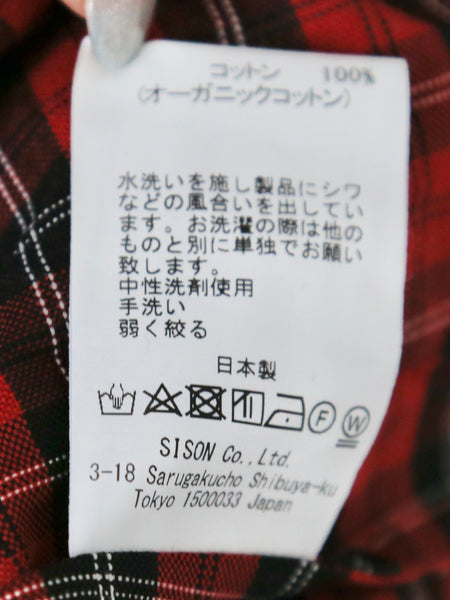 コットン 100%
(オーガニックコットン)
水洗いを施し製品にシワ
などの風合いを出してい
ます。お洗濯の際は他の
ものと別に単独でお願い
致します。
中性洗剤使用
手洗い
弱く絞る
日本製
F W
SISON Co., Ltd.
3-18 Sarugakucho Shibuya-ku
Tokyo 1500033 Japan